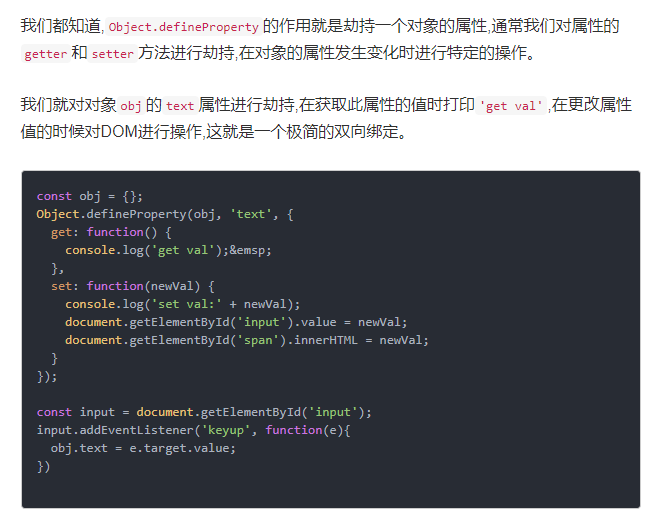 我们都知道, Object.defineProperty 的作用就是劫持一个对象的属性,通常我们对属性的
getter 和 setter 方法进行劫持,在对象的属性发生变化时进行特定的操作。
我们就对对象 obj 的 text 属性进行劫持,在获取此属性的值时打印 'get val' ,在更改属性
值的时候对DOM进行操作,这就是一个极简的双向绑定。
const obj = {};
Object.defineProperty(obj, 'text', {
  get: function() {
    console.log('get val');&emsp;
  },
  set: function(newVal) {
    console.log('set val:' + newVal);
    document.getElementById('input').value = newVal;
    document.getElementById('span').innerHTML = newVal;
  }
});
const input = document.getElementById('input');
input.addEventListener('keyup', function(e){
  obj.text = e.target.value;
})